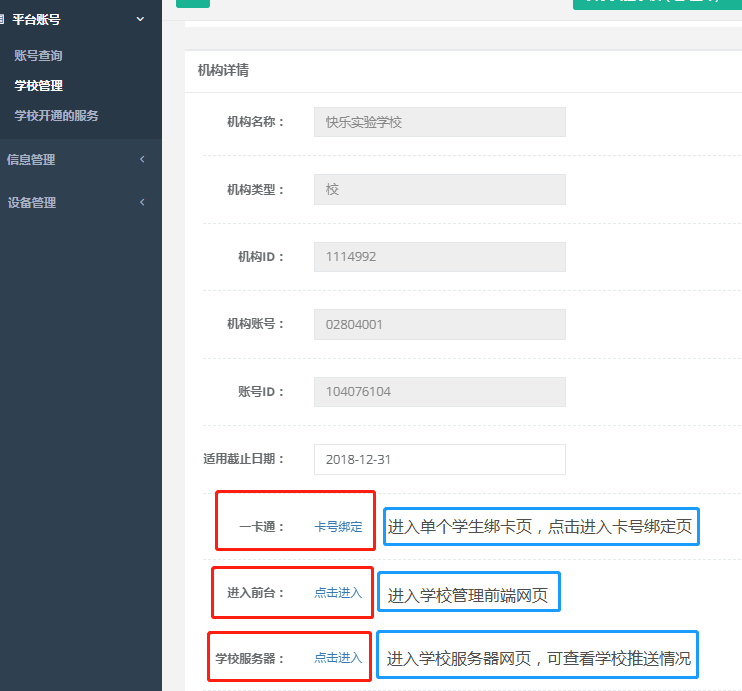 平台账号
账号查询
学校管理
学校开通的服务
信息管理
设备管理
机构详情
机构名称： 快乐实验学校
机构类型： 校
机构ID： 1114992
机构账号： 02804001
账号ID： 104076104
适用截止日期： 2018-12-31
一卡通： 卡号绑定 进入单个学生绑卡页，点击进入卡号绑定页
进入前台： 点击进入 进入学校管理前端网页
学校服务器： 点击进入 进入学校服务器网页，可查看学校推送情况